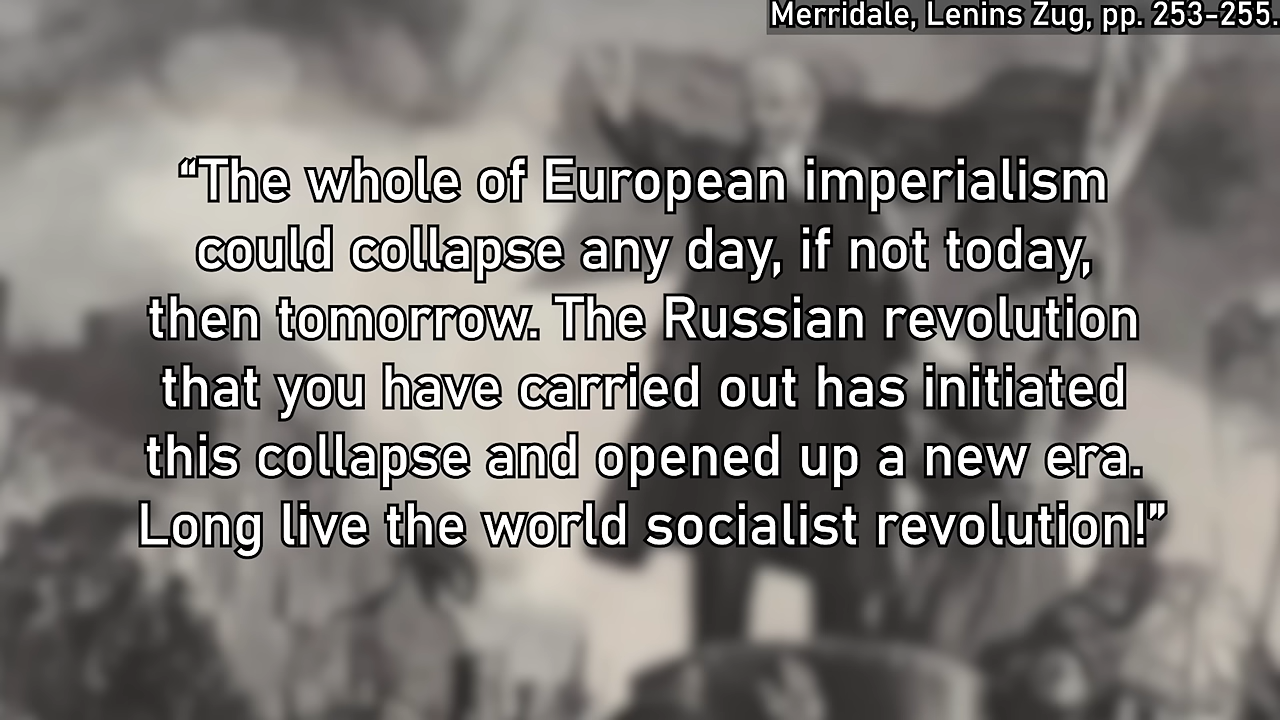 Merridale, Lenins Zug, pp. 253-255.
“The whole of European imperialism
could collapse any day, if not today,
then tomorrow. The Russian revolution
that you have carried out has initiated
this collapse and opened up a new era.
Long live the world socialist revolution!”